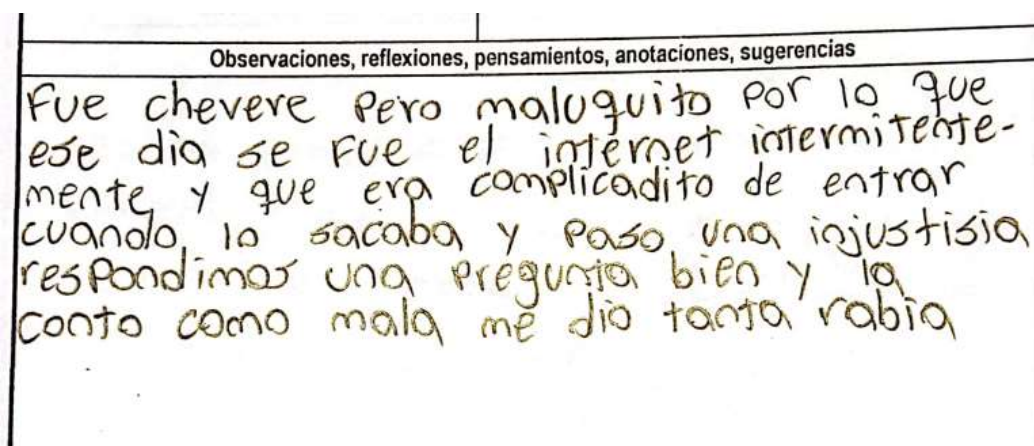 Observaciones, reflexiones, pensamientos, anotaciones, sugerencias
Fue chevere Pero maluquito Por lo que
ese dia se Fue el internet intermitente-
mente y que era complicadito de entrar
cuando lo sacaba y Paso una injustisia
respondimos una pregunta bien y la
conto como mala me dio tanta rabia